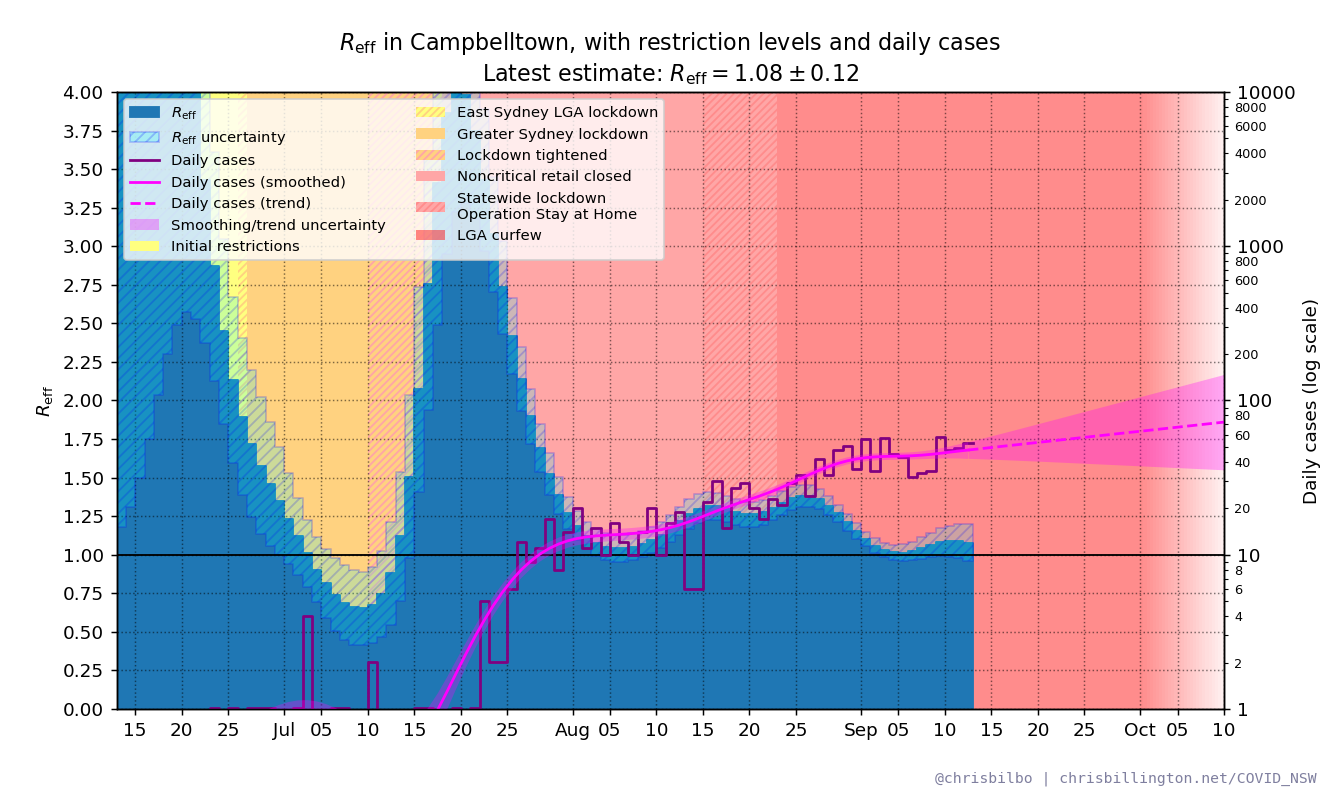 Reff in Campbelltown, with restriction levels and daily cases
Latest estimate: Reff = 1.08 ± 0.12
Reff
Reff uncertainty
Daily cases
Daily cases (smoothed)
Daily cases (trend)
Smoothing/trend uncertainty
Initial restrictions
East Sydney LGA lockdown
Greater Sydney lockdown
Lockdown tightened
Noncritical retail closed
Statewide lockdown
Operation Stay at Home
LGA curfew
Reff
4.00
3.75
3.50
3.25
3.00
2.75
2.50
2.25
2.00
1.75
1.50
1.25
1.00
0.75
0.50
0.25
0.00
15 20 25 Jul 05 10 15 20 25 Aug 05 10 15 20 25 Sep 05 10 15 20 25 Oct 05 10
10000
8000
6000
4000
2000
1000
800
600
400
200
100
80
60
40
20
10
8
6
4
2
1
Daily cases (log scale)
@chrisbilbo | chrisbillington.net/COVID_NSW